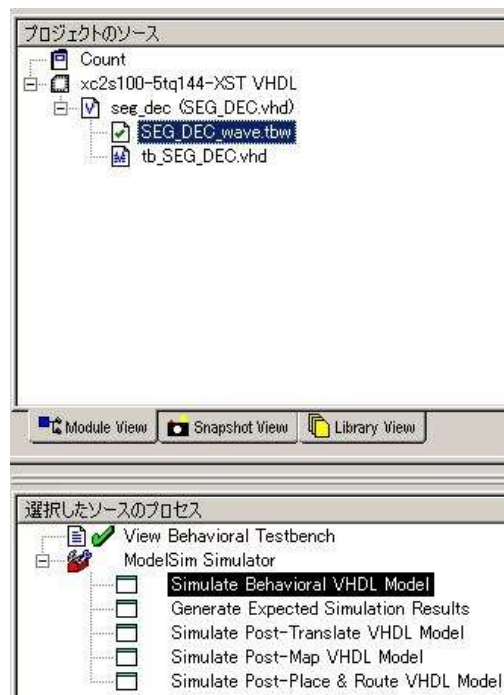 プロジェクトのソース
Count
xc2s100-5tq144-XST VHDL
seg_dec (SEG_DEC.vhd)
SEG_DEC_wave.tbw
tb_SEG_DEC.vhd
Module View Snapshot View Library View
選択したソースのプロセス
View Behavioral Testbench
ModelSim Simulator
Simulate Behavioral VHDL Model
Generate Expected Simulation Results
Simulate Post-Translate VHDL Model
Simulate Post-Map VHDL Model
Simulate Post-Place & Route VHDL Model